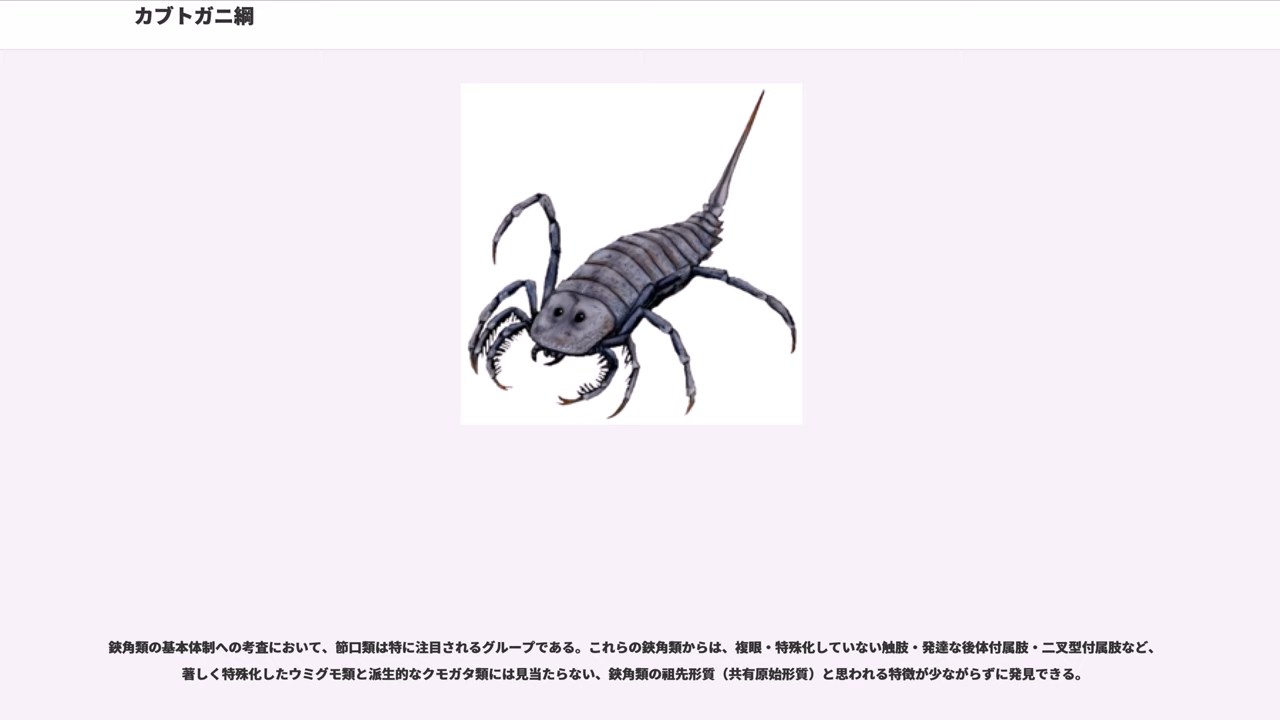 カブトガニ綱
鋏角類の基本体制への考査において、節口類は特に注目されるグループである。これらの鋏角類からは、複眼・特殊化していない触肢・発達な後体付属肢・二叉型付属肢など、
著しく特殊化したウミグモ類と派生的なクモガタ類には見当たらない、鋏角類の祖先形質（共有原始形質）と思われる特徴が少ながらずに発見できる。